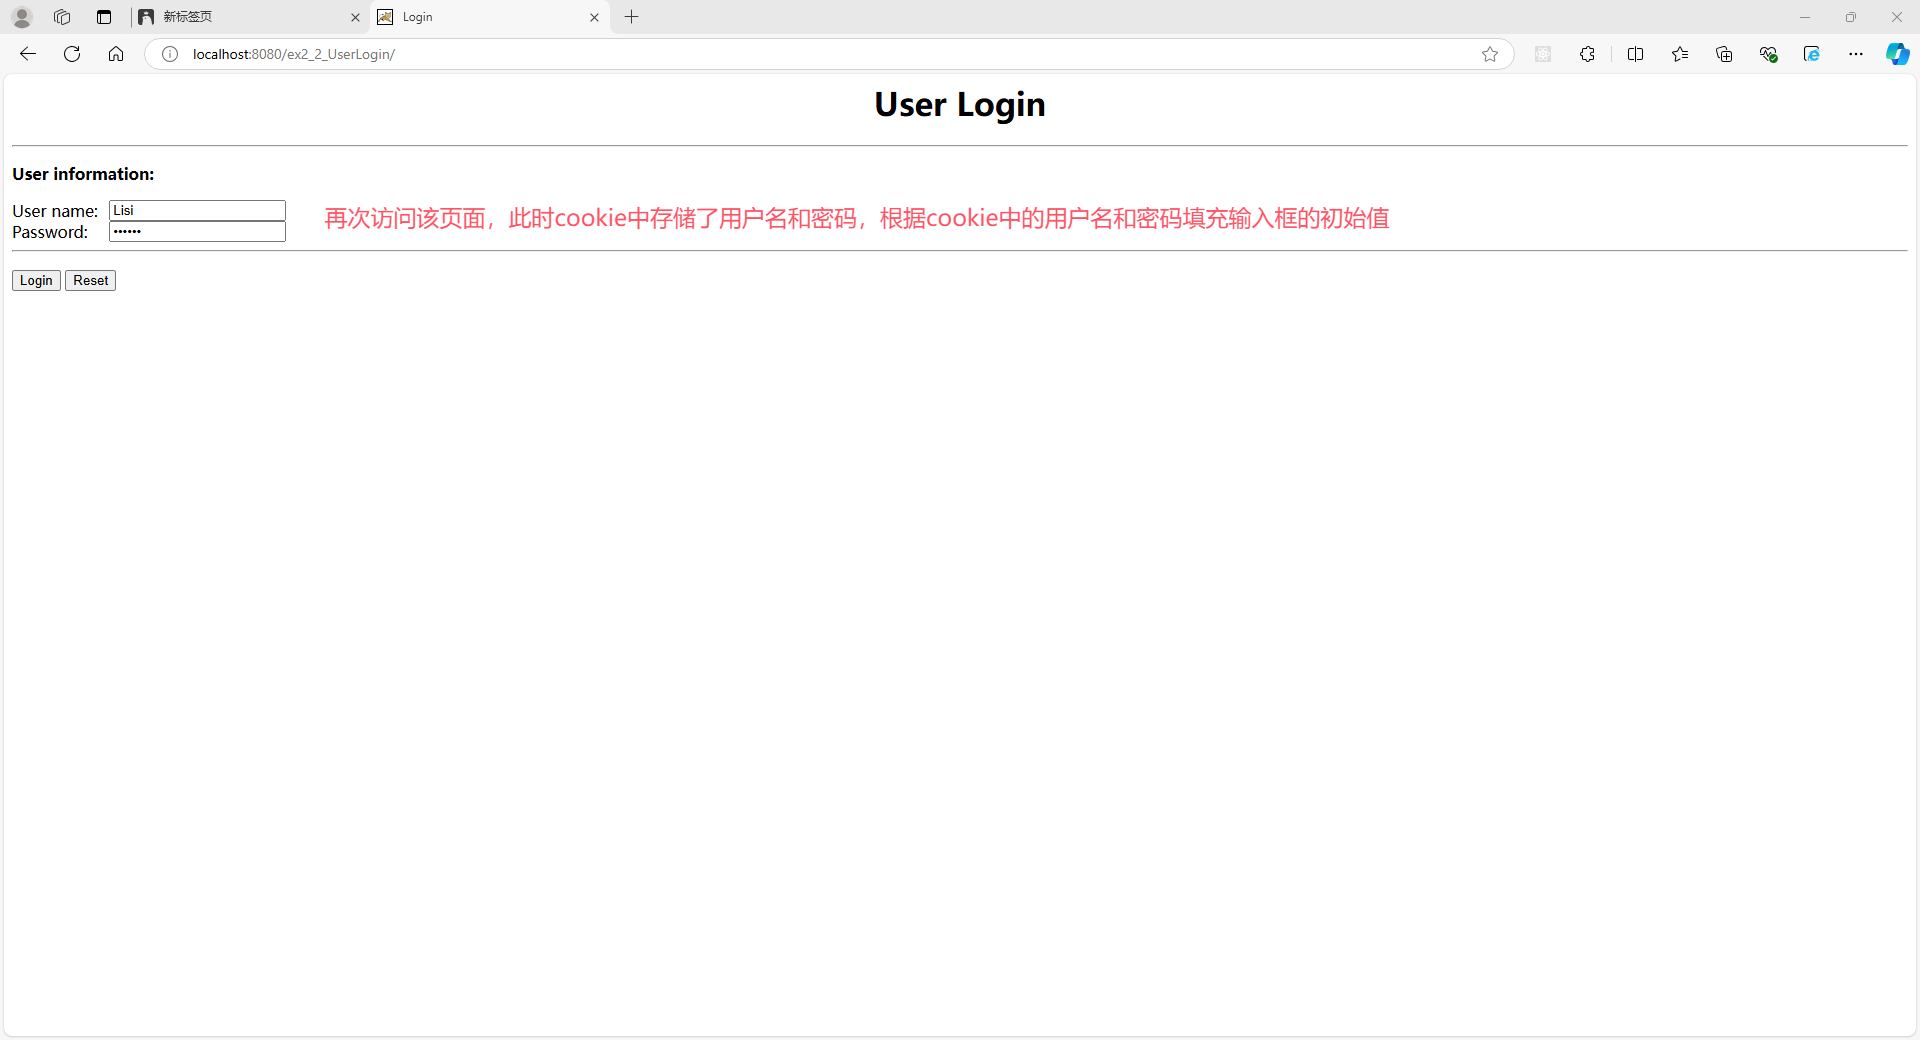 新标签页
Login
localhost:8080/ex2_2_UserLogin/
User Login
User information:
User name: Lisi
再次访问该页面，此时cookie中存储了用户名和密码，根据cookie中的用户名和密码填充输入框的初始值
Password: ••••••
Login Reset